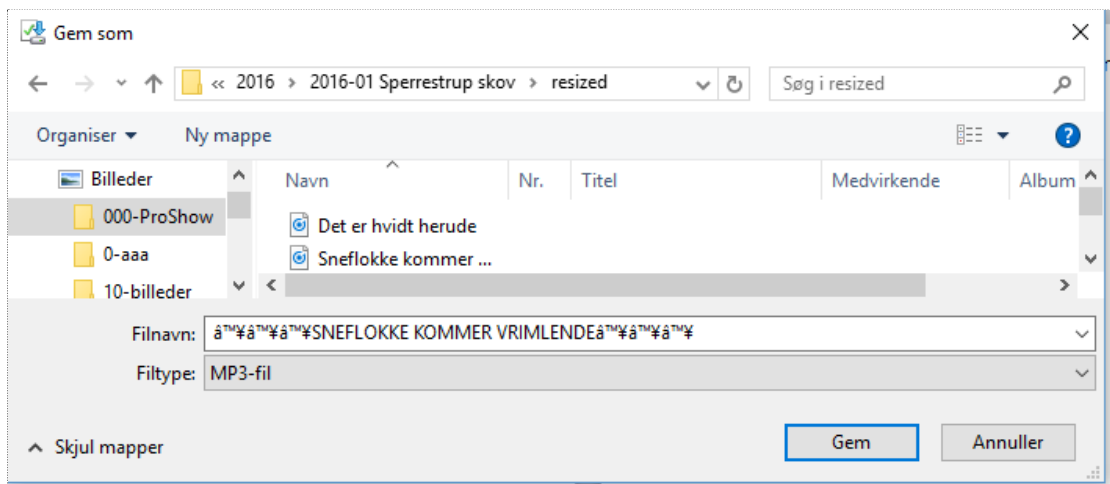 Gem som
« 2016 > 2016-01 Sperrestrup skov > resized
Søg i resized
Organiser
Ny mappe
?
Billeder
000-ProShow
0-aaa
10-billeder
Navn
Nr.
Titel
Medvirkende
Album
Det er hvidt herude
Sneflokke kommer ...
Filnavn: â™¥â™¥â™¥SNEFLOKKE KOMMER VRIMLENDEâ™¥â™¥â™¥
Filtype: MP3-fil
Skjul mapper
Gem
Annuller